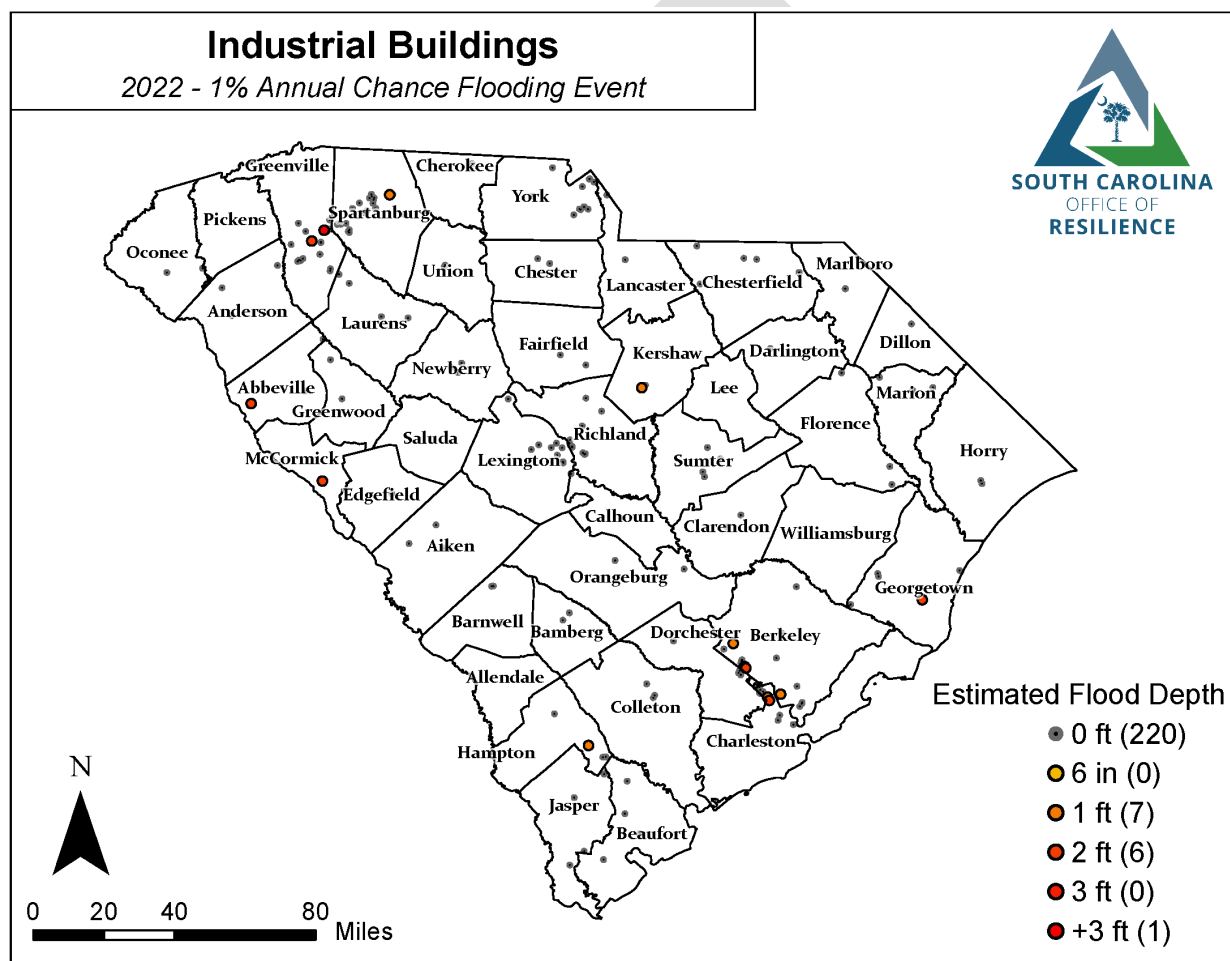 Industrial Buildings
2022 - 1% Annual Chance Flooding Event
SOUTH CAROLINA
OFFICE OF
RESILIENCE
Greenville
Cherokee
York
Pickens
Spartanburg
Oconee
Union
Chester
Lancaster
Chesterfield
Marlboro
Anderson
Laurens
Fairfield
Kershaw
Darlington
Dillon
Newberry
Abbeville
Greenwood
Lee
Marion
Saluda
Richland
Florence
McCormick
Lexington
Sumter
Horry
Edgefield
Calhoun
Clarendon
Williamsburg
Aiken
Orangeburg
Georgetown
Barnwell
Bamberg
Dorchester
Berkeley
Allendale
Colleton
Hampton
Charleston
Jasper
Beaufort
Estimated Flood Depth
0 ft (220)
6 in (0)
1 ft (7)
2 ft (6)
3 ft (0)
+3 ft (1)
N
0 20 40 80
Miles